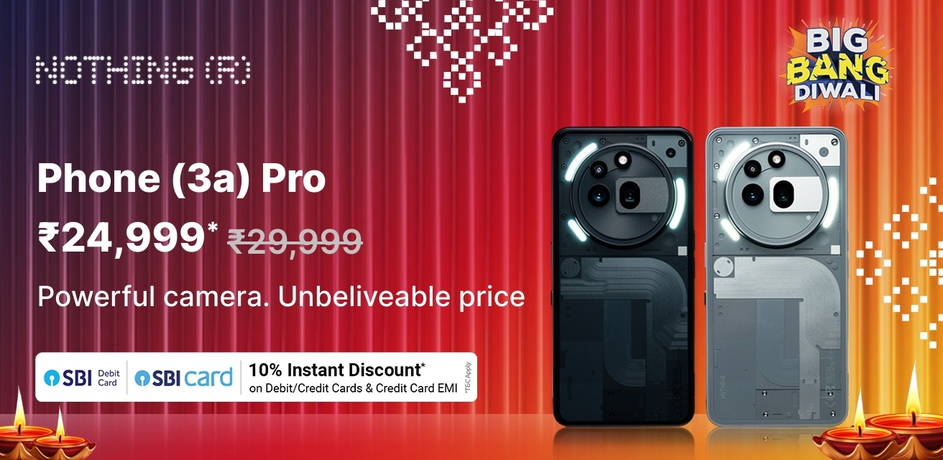 NOTHING (R)
BIG
BANG
DIWALI
Phone (3a) Pro
₹24,999* ₹29,999
Powerful camera. Unbeliveable price
SBI Debit Card
SBI card
10% Instant Discount*
on Debit/Credit Cards & Credit Card EMI
*T&C Apply